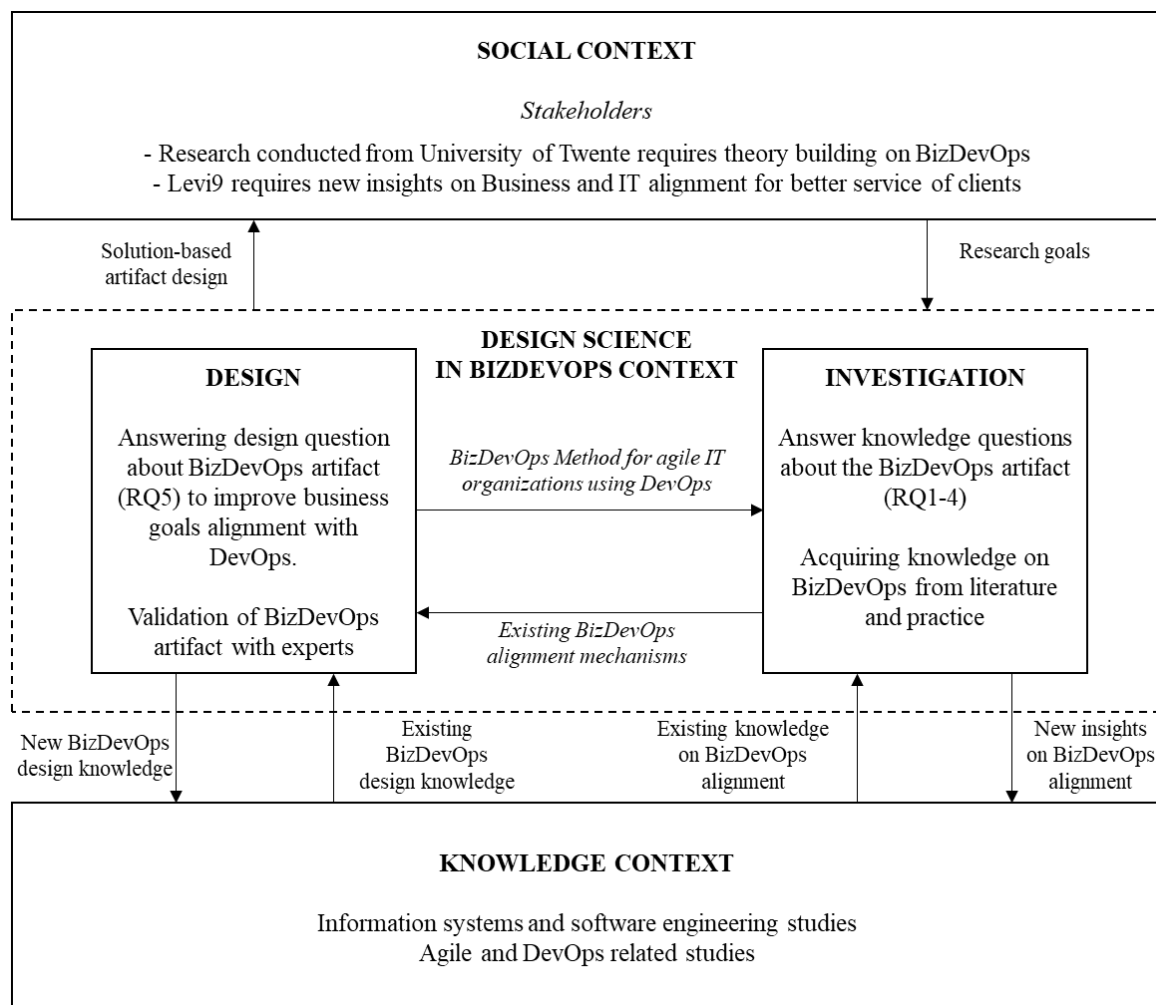 SOCIAL CONTEXT
Stakeholders
- Research conducted from University of Twente requires theory building on BizDevOps
- Levi9 requires new insights on Business and IT alignment for better service of clients
Solution-based
artifact design
Research goals
DESIGN SCIENCE
IN BIZDEVOPS CONTEXT
DESIGN
Answering design question
about BizDevOps artifact
(RQ5) to improve business
goals alignment with
DevOps.
Validation of BizDevOps
artifact with experts
BizDevOps Method for agile IT
organizations using DevOps
Existing BizDevOps
alignment mechanisms
INVESTIGATION
Answer knowledge questions
about the BizDevOps artifact
(RQ1-4)
Acquiring knowledge on
BizDevOps from literature
and practice
New BizDevOps
design knowledge
Existing
BizDevOps
design knowledge
Existing knowledge
on BizDevOps
alignment
New insights
on BizDevOps
alignment
KNOWLEDGE CONTEXT
Information systems and software engineering studies
Agile and DevOps related studies